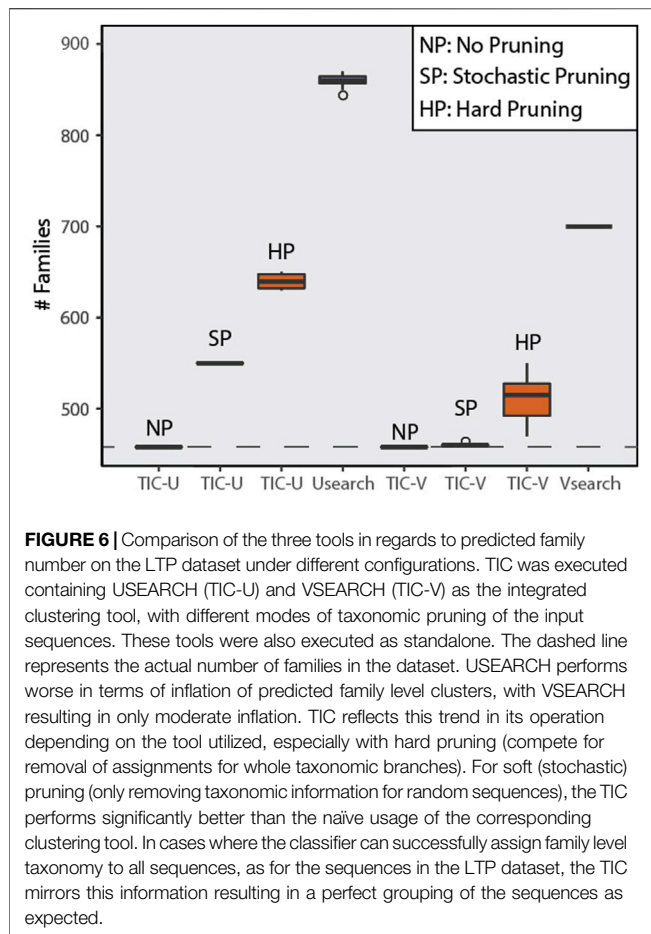 900
800
700
600
500
# Families
NP: No Pruning
SP: Stochastic Pruning
HP: Hard Pruning
NP
SP
HP
NP
SP
HP
TIC-U TIC-U TIC-U Usearch TIC-V TIC-V TIC-V Vsearch
FIGURE 6 | Comparison of the three tools in regards to predicted family
number on the LTP dataset under different configurations. TIC was executed
containing USEARCH (TIC-U) and VSEARCH (TIC-V) as the integrated
clustering tool, with different modes of taxonomic pruning of the input
sequences. These tools were also executed as standalone. The dashed line
represents the actual number of families in the dataset. USEARCH performs
worse in terms of inflation of predicted family level clusters, with VSEARCH
resulting in only moderate inflation. TIC reflects this trend in its operation
depending on the tool utilized, especially with hard pruning (compete for
removal of assignments for whole taxonomic branches). For soft (stochastic)
pruning (only removing taxonomic information for random sequences), the TIC
performs significantly better than the naïve usage of the corresponding
clustering tool. In cases where the classifier can successfully assign family level
taxonomy to all sequences, as for the sequences in the LTP dataset, the TIC
mirrors this information resulting in a perfect grouping of the sequences as
expected.